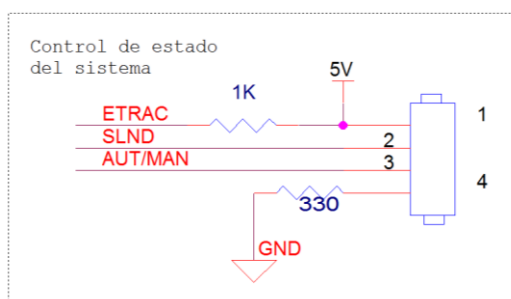 Control de estado
del sistema
5V
1K
ETRAC
1
SLND
2
AUT/MAN
3
4
330
GND